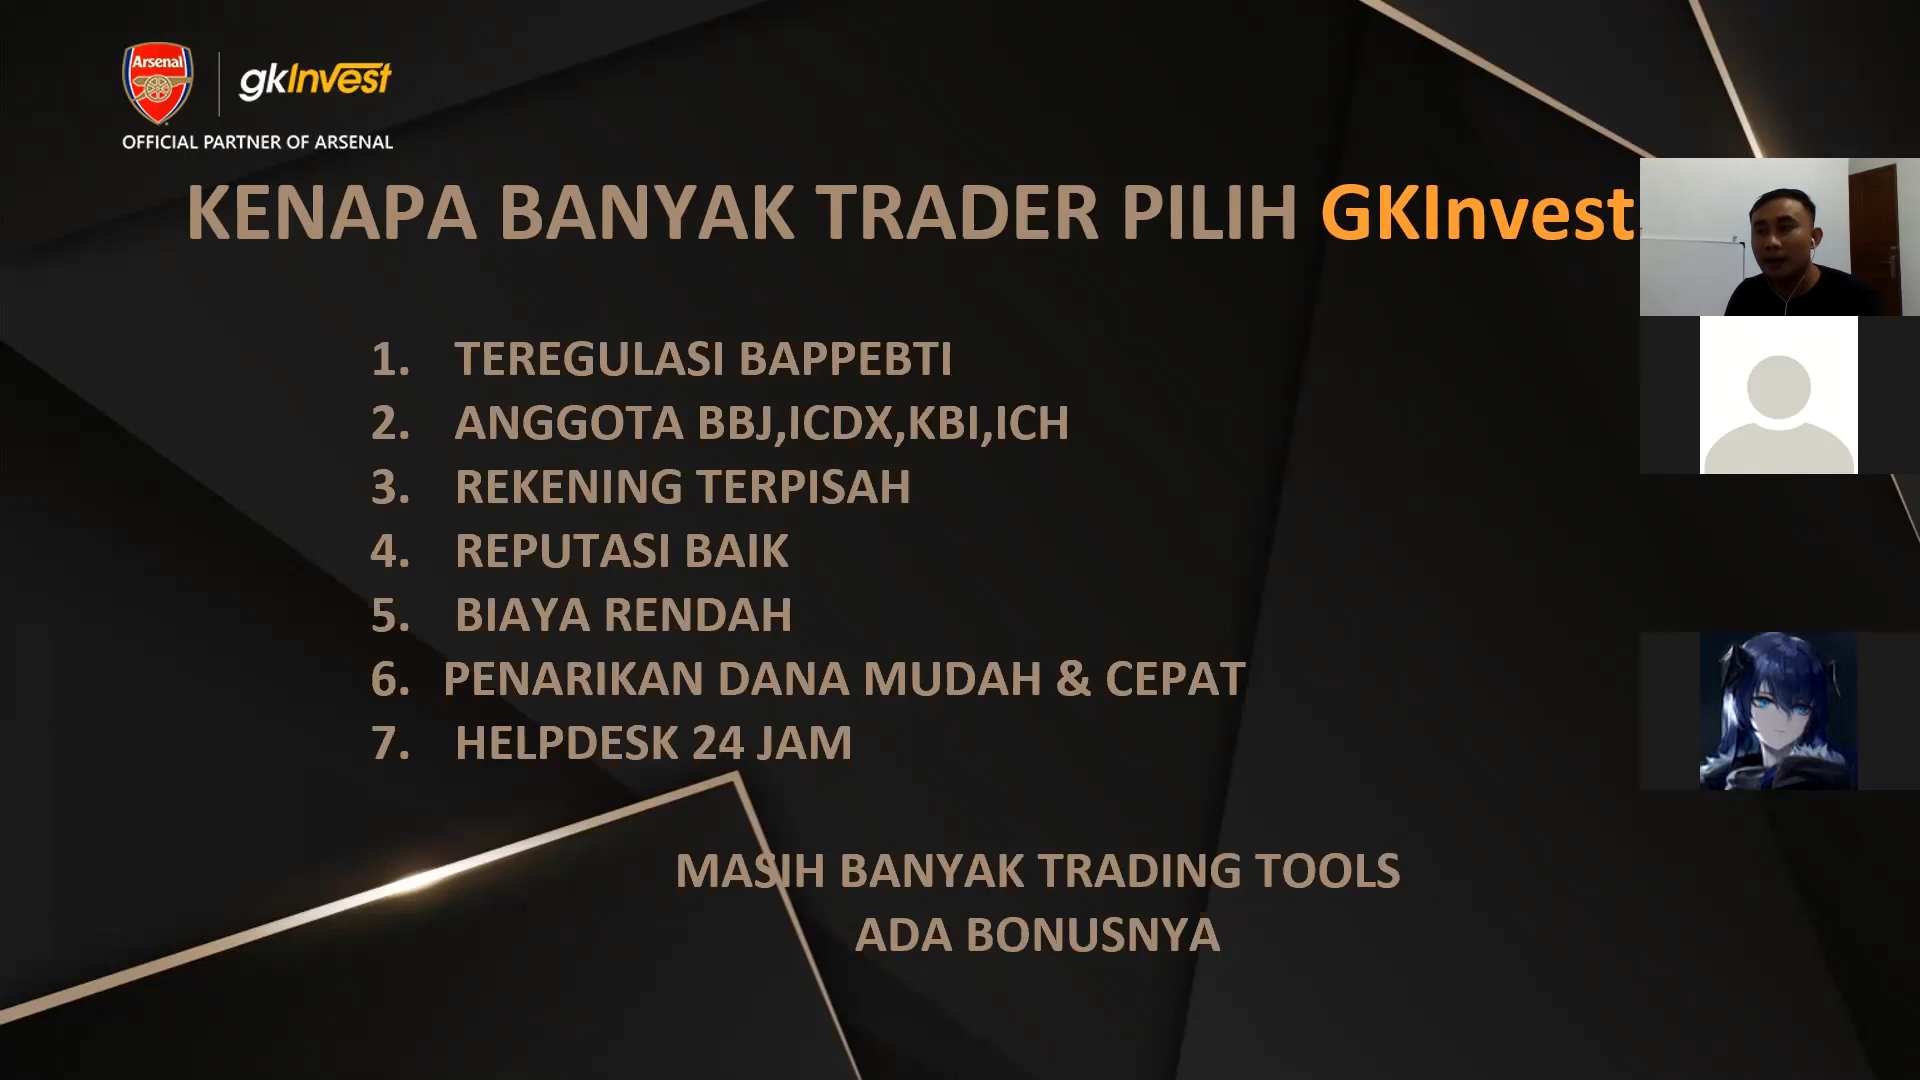 Arsenal
gkInvest
OFFICIAL PARTNER OF ARSENAL
KENAPA BANYAK TRADER PILIH GKInvest
1. TEREGULASI BAPPEBTI
2. ANGGOTA BBJ,ICDX,KBI,ICH
3. REKENING TERPISAH
4. REPUTASI BAIK
5. BIAYA RENDAH
6. PENARIKAN DANA MUDAH & CEPAT
7. HELPDESK 24 JAM
MASIH BANYAK TRADING TOOLS
ADA BONUSNYA